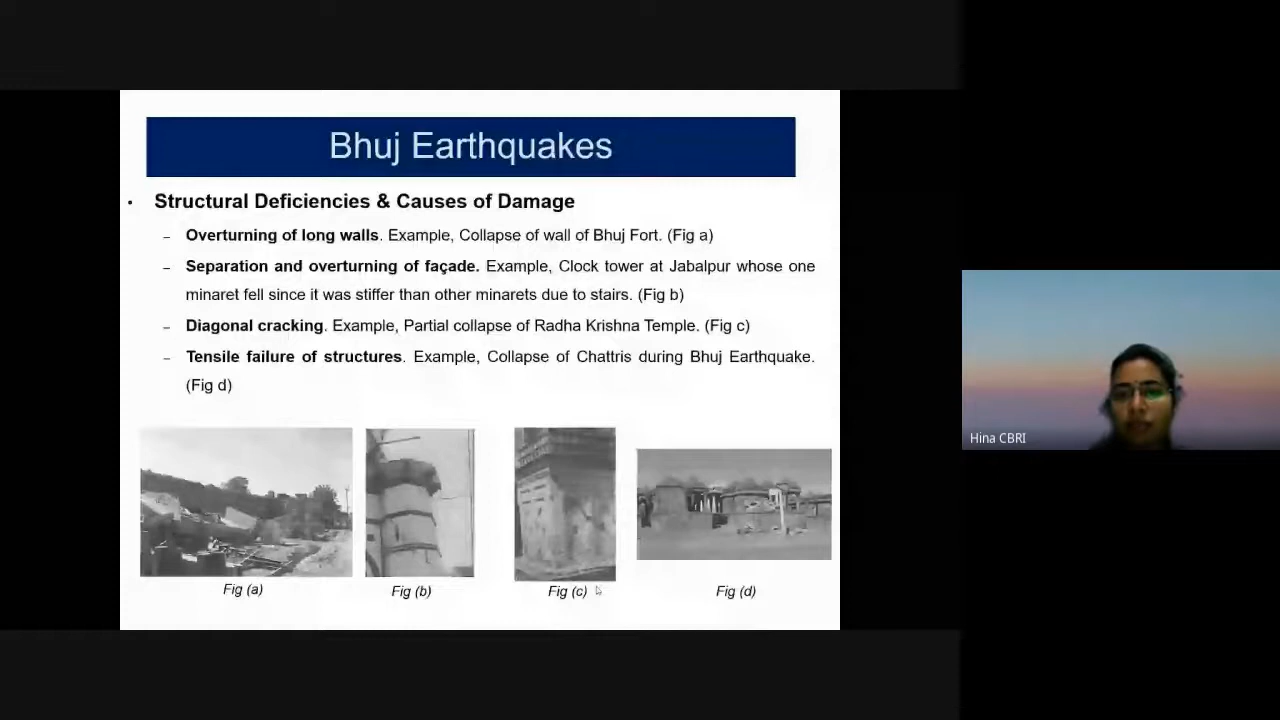 Bhuj Earthquakes
• Structural Deficiencies & Causes of Damage
– Overturning of long walls. Example, Collapse of wall of Bhuj Fort. (Fig a)
– Separation and overturning of façade. Example, Clock tower at Jabalpur whose one
minaret fell since it was stiffer than other minarets due to stairs. (Fig b)
– Diagonal cracking. Example, Partial collapse of Radha Krishna Temple. (Fig c)
– Tensile failure of structures. Example, Collapse of Chattris during Bhuj Earthquake.
(Fig d)
Hina CBRI
Fig (a)
Fig (b)
Fig (c)
Fig (d)